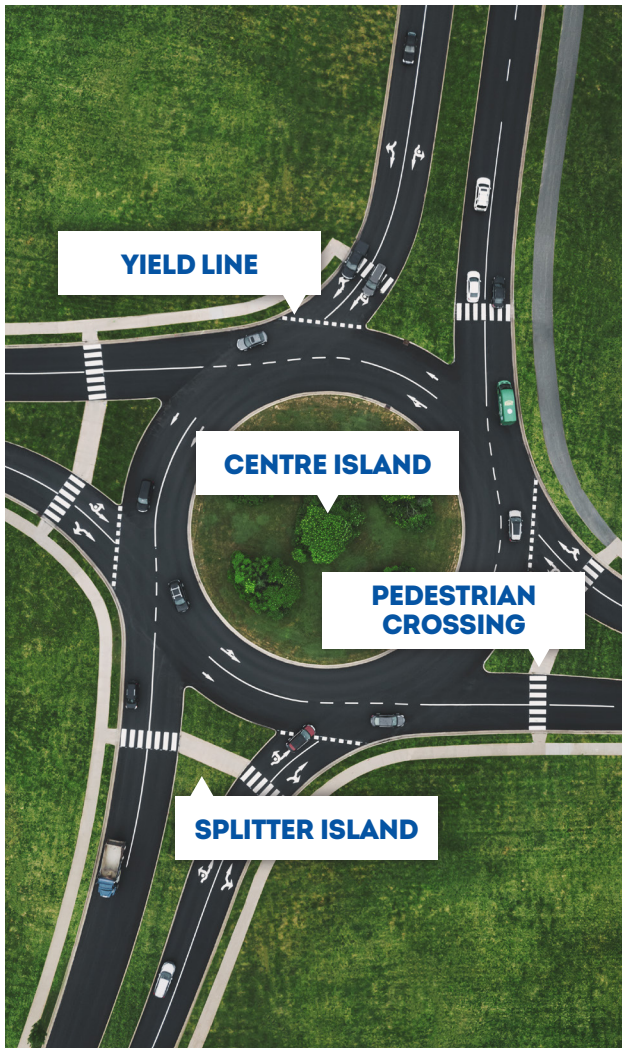 YIELD LINE
CENTRE ISLAND
PEDESTRIAN
CROSSING
SPLITTER ISLAND